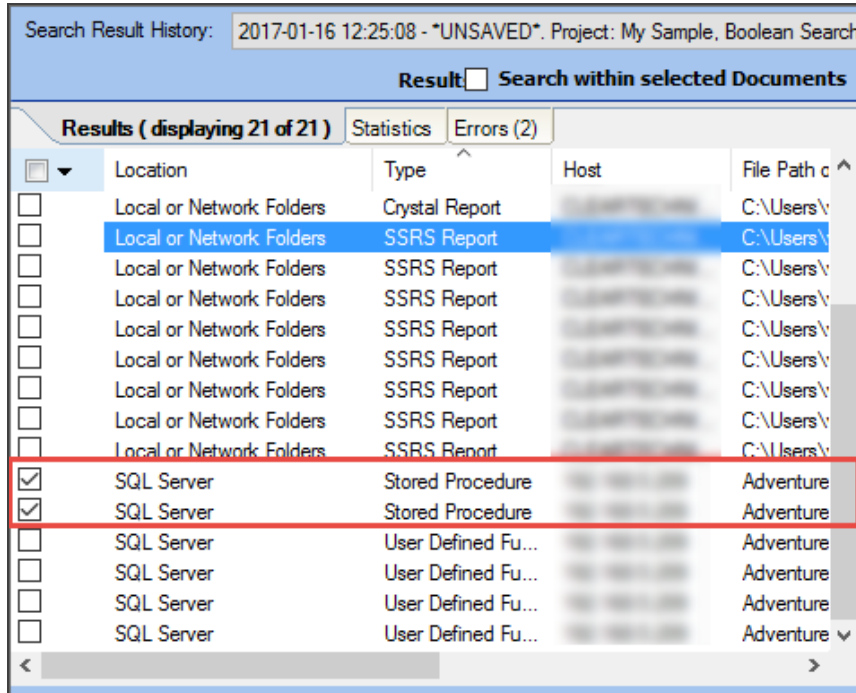 Search Result History: 2017-01-16 12:25:08 - *UNSAVED*. Project: My Sample, Boolean Search
Result: Search within selected Documents
Results ( displaying 21 of 21 ) Statistics Errors (2)
Location Type Host File Path
Local or Network Folders Crystal Report C:\Users\
Local or Network Folders SSRS Report C:\Users\
Local or Network Folders SSRS Report C:\Users\
Local or Network Folders SSRS Report C:\Users\
Local or Network Folders SSRS Report C:\Users\
Local or Network Folders SSRS Report C:\Users\
Local or Network Folders SSRS Report C:\Users\
Local or Network Folders SSRS Report C:\Users\
Local or Network Folders SSRS Report C:\Users\
SQL Server Stored Procedure Adventure
SQL Server Stored Procedure Adventure
SQL Server User Defined Fu... Adventure
SQL Server User Defined Fu... Adventure
SQL Server User Defined Fu... Adventure
SQL Server User Defined Fu... Adventure